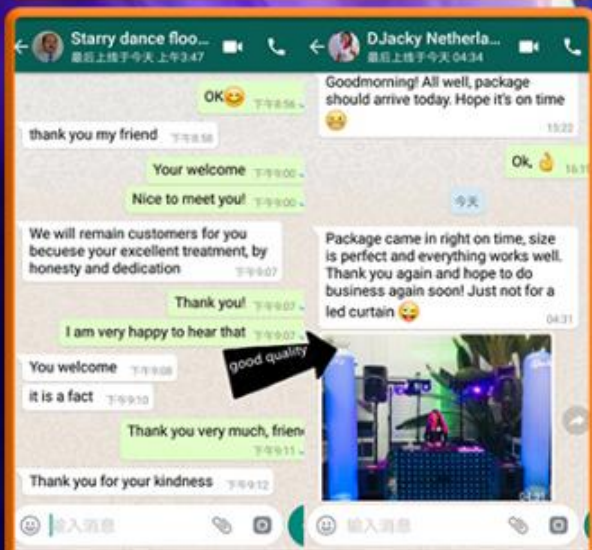 Starry dance floo...
最后上线于今天 上午3:47
OK😊 下午8:56
thank you my friend 下午8:58
Your welcome 下午9:00
Nice to meet you! 下午9:00
We will remain customers for you
becuese your excellent treatment, by
honesty and dedication 下午9:07
Thank you! 下午9:07
I am very happy to hear that 下午9:07
You welcome 下午9:08
it is a fact 下午9:10
Thank you very much, frien
下午9:11
Thank you for your kindness 下午9:12
输入消息
DJacky Netherla...
最后上线于今天 04:34
Goodmorning! All well, package
should arrive today. Hope it's on time
😁 15:22
Ok, 👌 16:19
今天
Package came in right on time, size
is perfect and everything works well.
Thank you again and hope to do
business again soon! Just not for a
led curtain 😜 04:31
good quality
04:31
输入消息